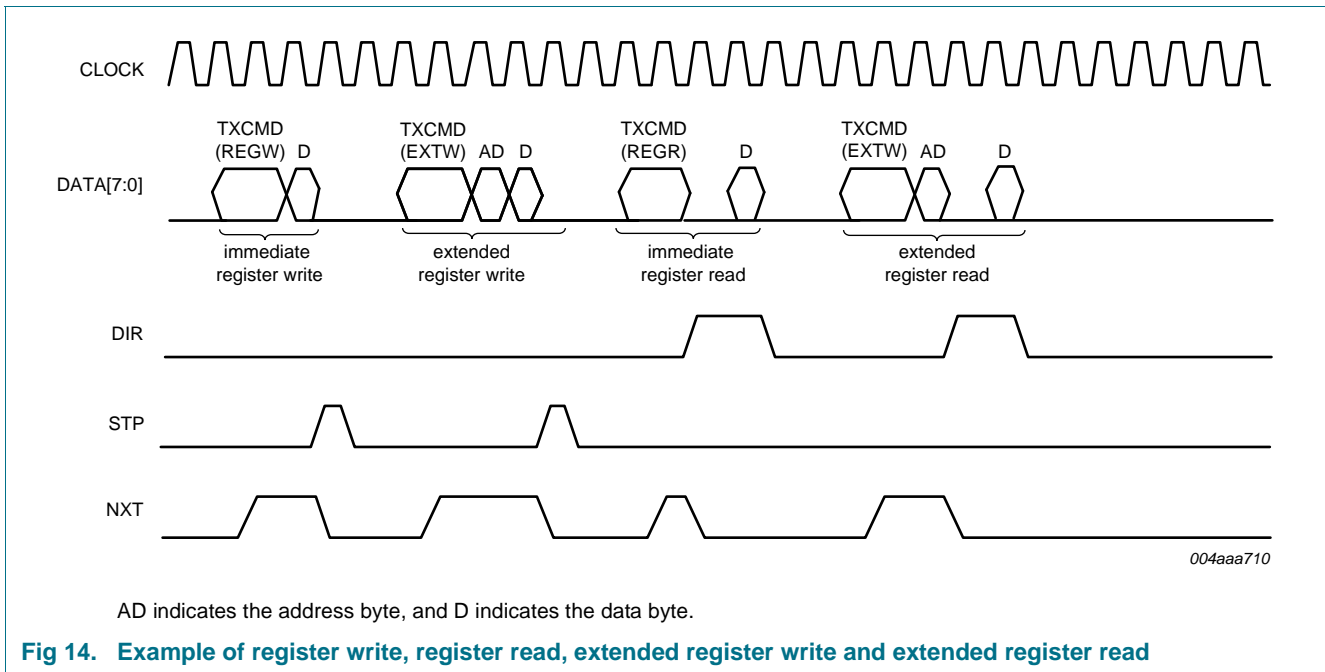 CLOCK
TXCMD
(REGW) D
TXCMD
(EXTW) AD D
TXCMD
(REGR) D
TXCMD
(EXTW) AD D
DATA[7:0]
immediate
register write
extended
register write
immediate
register read
extended
register read
DIR
STP
NXT
004aaa710
AD indicates the address byte, and D indicates the data byte.
Fig 14. Example of register write, register read, extended register write and extended register read